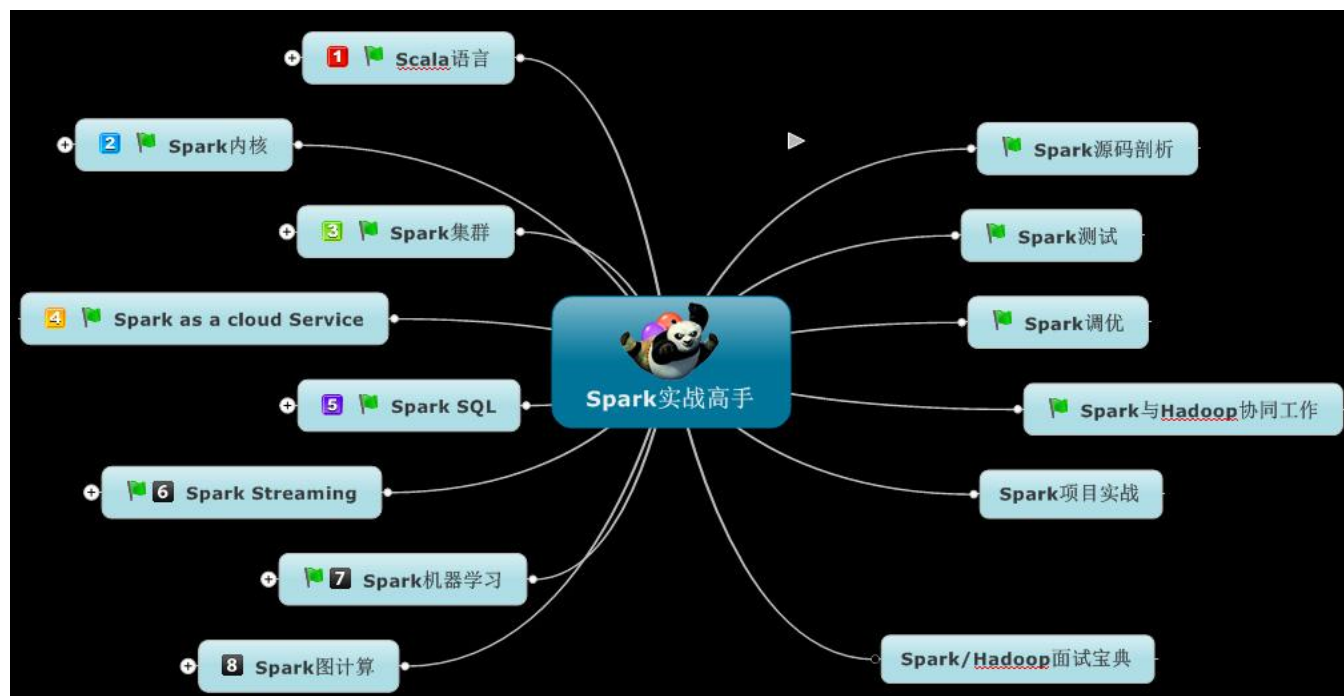 1 Scala语言
2 Spark内核
3 Spark集群
4 Spark as a cloud Service
5 Spark SQL
6 Spark Streaming
7 Spark机器学习
8 Spark图计算
Spark实战高手
Spark源码剖析
Spark测试
Spark调优
Spark与Hadoop协同工作
Spark项目实战
Spark/Hadoop面试宝典